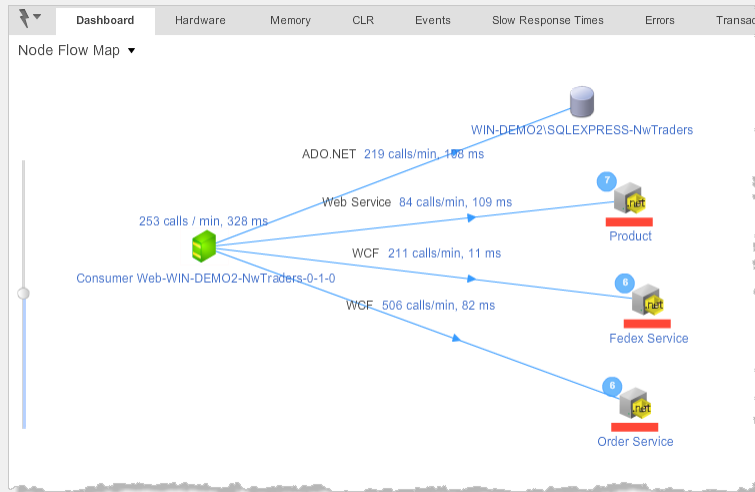 Dashboard Hardware Memory CLR Events Slow Response Times Errors
Node Flow Map
WIN-DEMO2\SQLEXPRESS-NwTraders
ADO.NET 219 calls/min, 198 ms
7
Web Service 84 calls/min, 109 ms
.net
253 calls / min, 328 ms
Product
WCF 211 calls/min, 11 ms
Consumer Web-WIN-DEMO2-NwTraders-0-1-0
6
.net
WCF 506 calls/min, 82 ms
Fedex Service
6
.net
Order Service